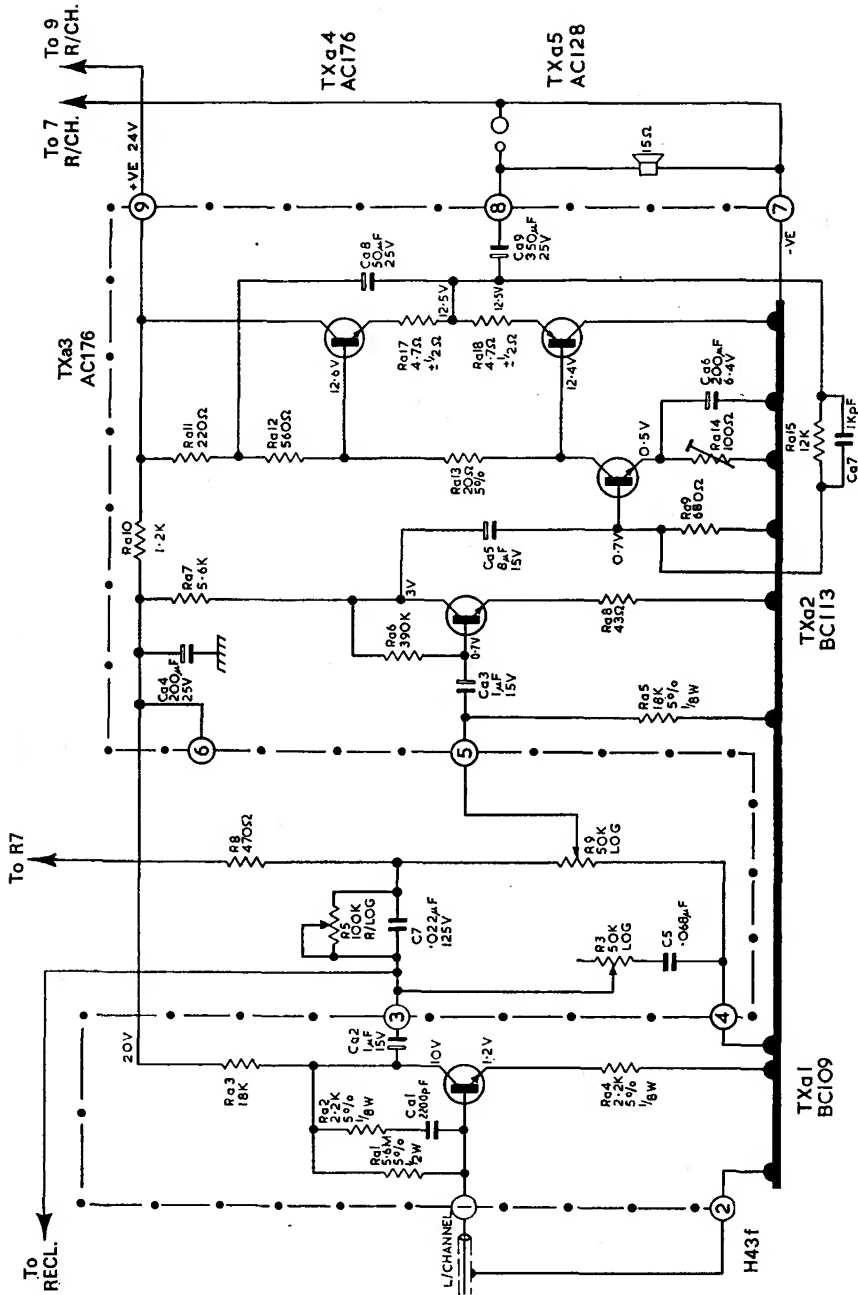 To 9
R/CH.
To 7
R/CH.
TXa4
AC176
TXa5
AC128
+VE 24V
9
8
7
-VE
15Ω
TXa3
AC176
Ra11
220Ω
Ra12
560Ω
Ca8
50µF
25V
12.5V
12.6V
Ra17
4·7Ω
±½Ω
12.5V
Ra18
4·7Ω
±½Ω
Ca9
350µF
25V
12.4V
Ra13
20Ω
5%
0.5V
Ca6
200µF
6·4V
Ra14
100Ω
Ra15
12K
1KpF
Ca7
Ra10
1.2K
Ra7
5.6K
Ca5
8µF
15V
0.7V
Ra9
680Ω
3V
Ra6
390K
0.7V
Ra8
43Ω
Ca4
200µF
25V
6
Ca3
1µF
15V
5
Ra5
18K
5%
⅛W
TXa2
BC113
To R7
R8
470Ω
R5
100K
R/LOG
C7
·022µF
125V
R9
50K
LOG
R3
50K
LOG
C5
·068µF
3
4
20V
Ra3
18K
Ca2
1µF
15V
10V
Ra2
2·2K
5%
⅛W
Ca1
2200pF
1·2V
Ra1
5·6M
5%
½W
Ra4
2·2K
5%
⅛W
TXa1
BC109
To
RECL.
L/CHANNEL
1
2
H43f